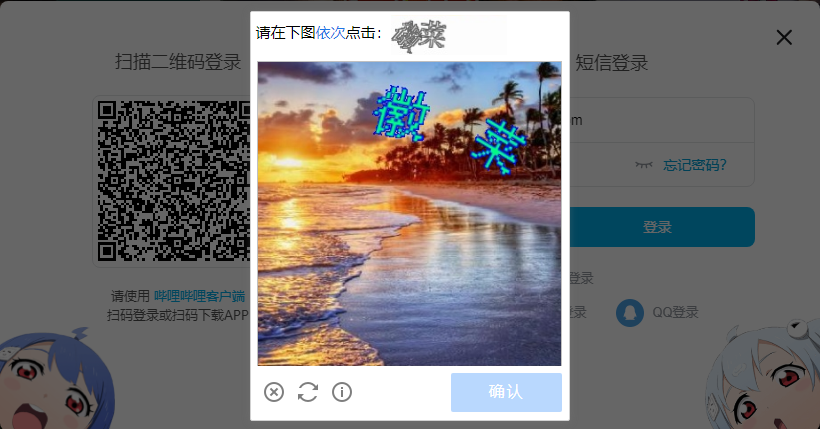 请在下图依次点击：徽菜
扫描二维码登录
短信登录
徽
菜
om
忘记密码?
登录
请使用 哔哩哔哩客户端
扫码登录或扫码下载APP
登录
登录
QQ登录
确认